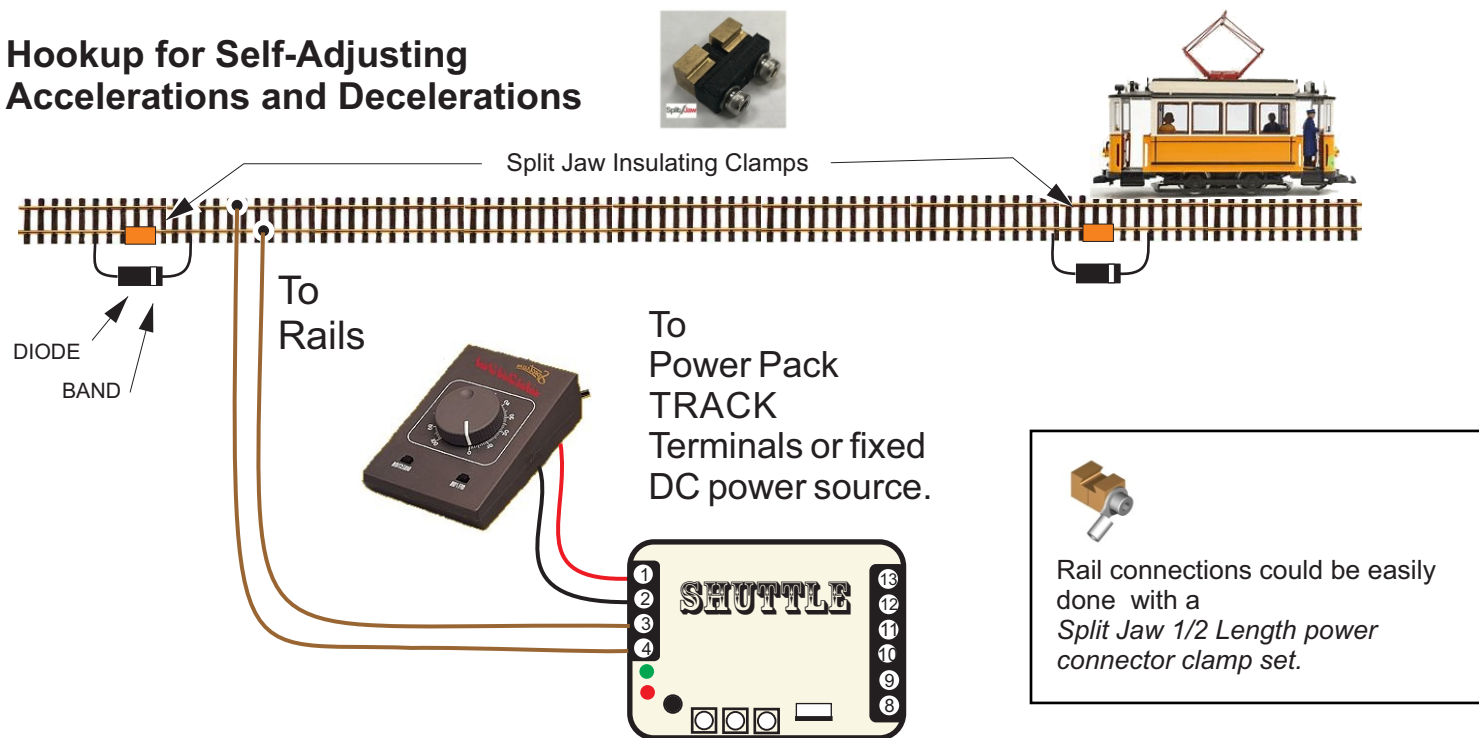 Hookup for Self-Adjusting
Accelerations and Decelerations
Split Jaw
Split Jaw Insulating Clamps
DIODE
BAND
To
Rails
To
Power Pack
TRACK
Terminals or fixed
DC power source.
SHUTTLE
1
2
3
4
13
12
11
10
9
8
Rail connections could be easily
done with a
Split Jaw 1/2 Length power
connector clamp set.